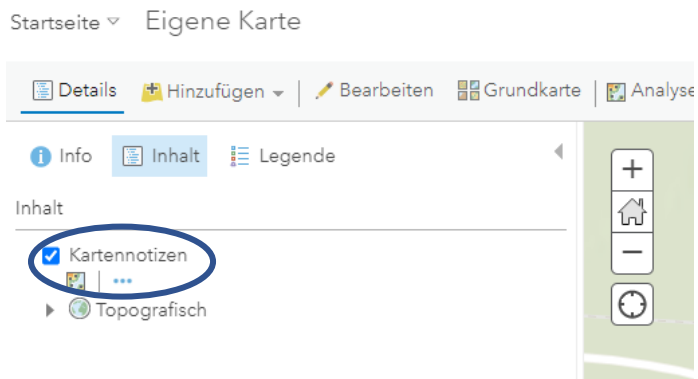 Startseite Eigene Karte
Details Hinzufügen Bearbeiten Grundkarte Analyse
Info Inhalt Legende
Inhalt
Kartennotizen
Topografisch